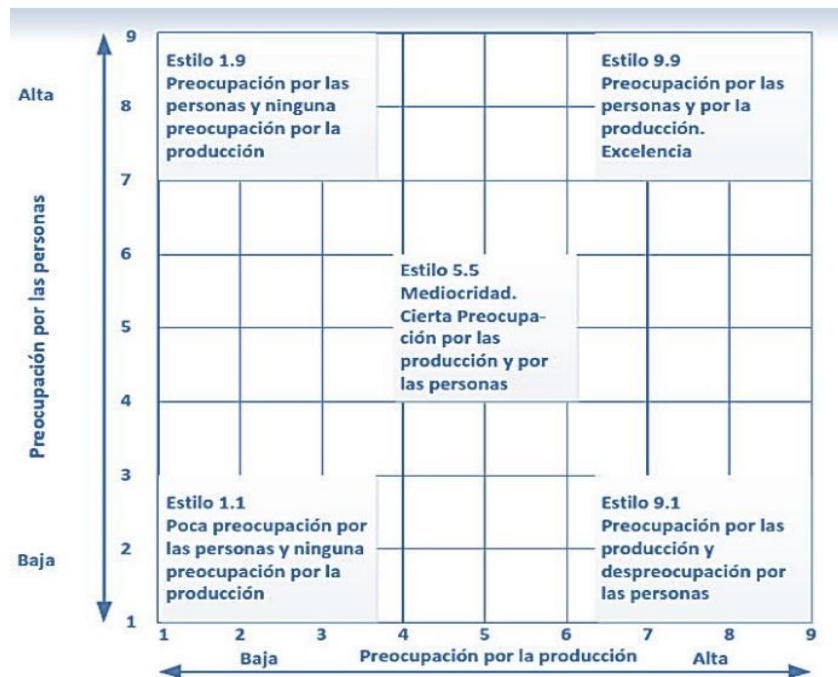 9
Alta
8
7
6
5
4
3
2
Baja
1
Preocupación por las personas
Estilo 1.9
Preocupación por las
personas y ninguna
preocupación por la
producción
Estilo 9.9
Preocupación por las
personas y por la
producción.
Excelencia
Estilo 5.5
Mediocridad.
Cierta Preocupa-
ción por las
producción y por
las personas
Estilo 1.1
Poca preocupación por
las personas y ninguna
preocupación por la
producción
Estilo 9.1
Preocupación por las
producción y
despreocupación por
las personas
1 2 3 4 5 6 7 8 9
Baja Preocupación por la producción Alta